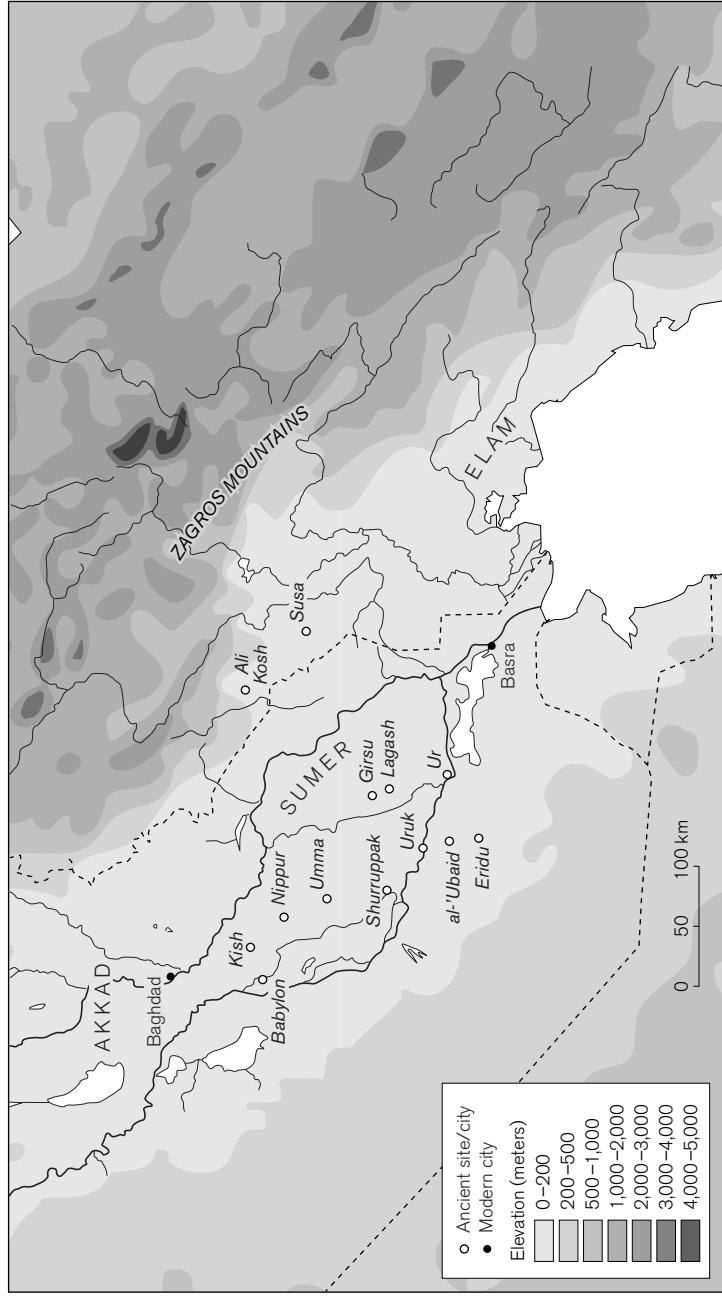 AKKAD
Baghdad
ZAGROS MOUNTAINS
Ali
Kosh
Susa
Kish
Babylon
Nippur
SUMER
Umma
Girsu
Lagash
Shurruppak
Uruk
Ur
al-'Ubaid
Eridu
Basra
ELAM
Ancient site/city
Modern city
Elevation (meters)
0–200
200–500
500–1,000
1,000–2,000
2,000–3,000
3,000–4,000
4,000–5,000
0 50 100 km